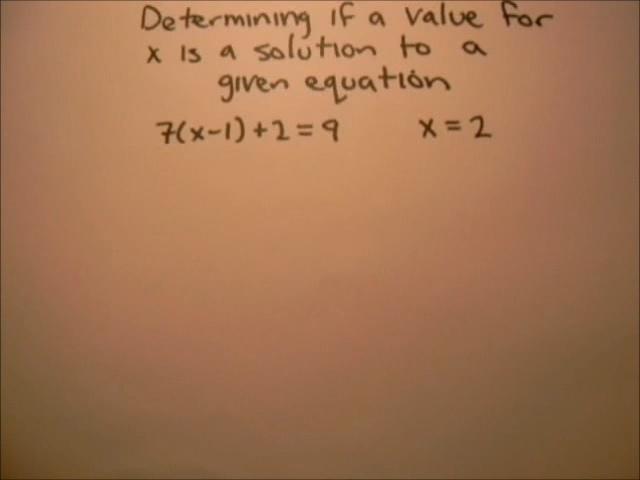 Determining if a value for
x is a solution to a
given equation
7(x-1)+2=9 x=2